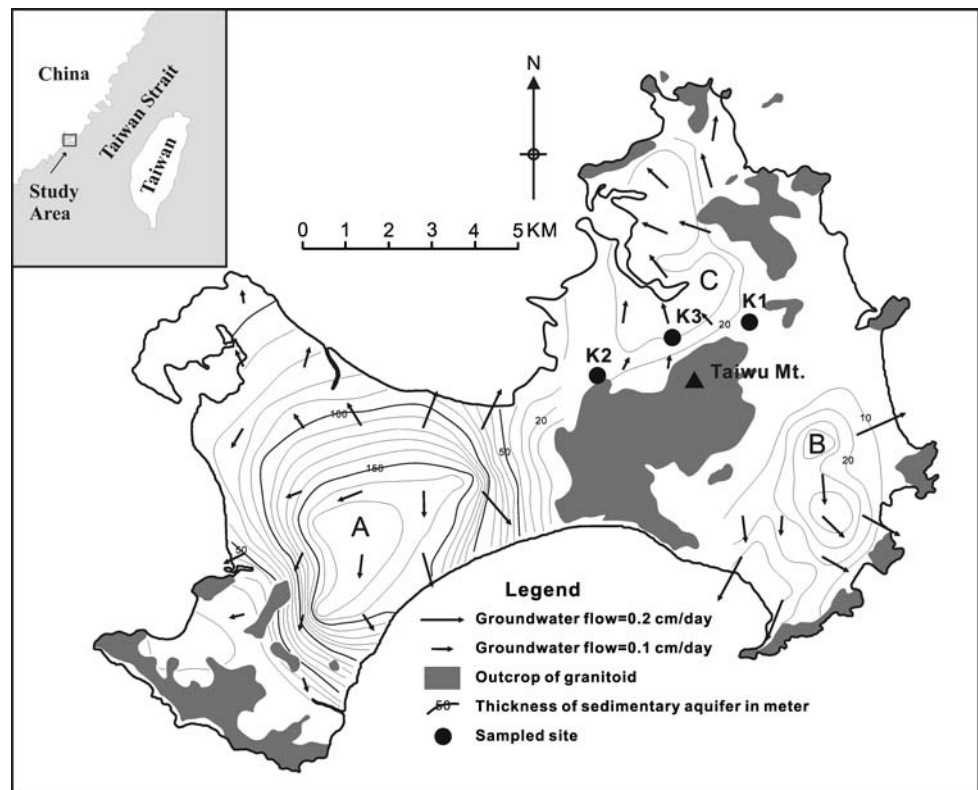 China
Taiwan Strait
Taiwan
Study
Area
N
0 1 2 3 4 5 KM
C
K1
K3
20
K2
Taiwu Mt.
100
20
10
B
50
20
150
A
50
Legend
Groundwater flow=0.2 cm/day
Groundwater flow=0.1 cm/day
Outcrop of granitoid
50 Thickness of sedimentary aquifer in meter
Sampled site